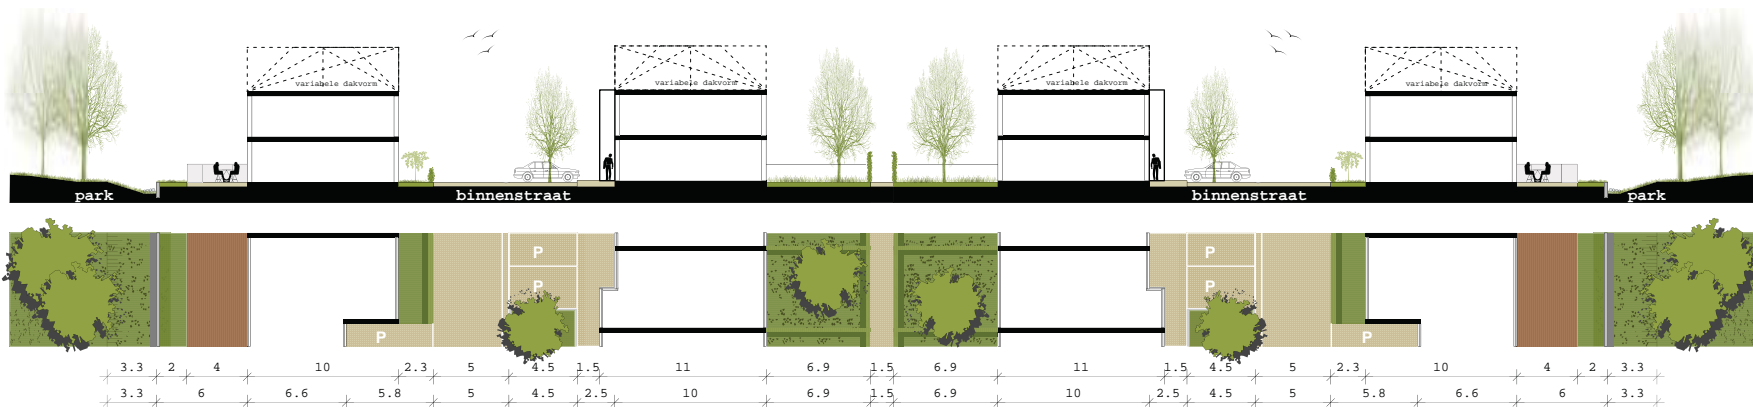 variabele dakvorm variabele dakvorm variabele dakvorm variabele dakvorm
park binnenstraat binnenstraat park
P P
P P
P P
3.3 2 4 10 2.3 5 4.5 1.5 11 6.9 1.5 6.9 11 1.5 4.5 5 2.3 10 4 2 3.3
3.3 6 6.6 5.8 5 4.5 2.5 10 6.9 1.5 6.9 10 2.5 4.5 5 5.8 6.6 6 3.3